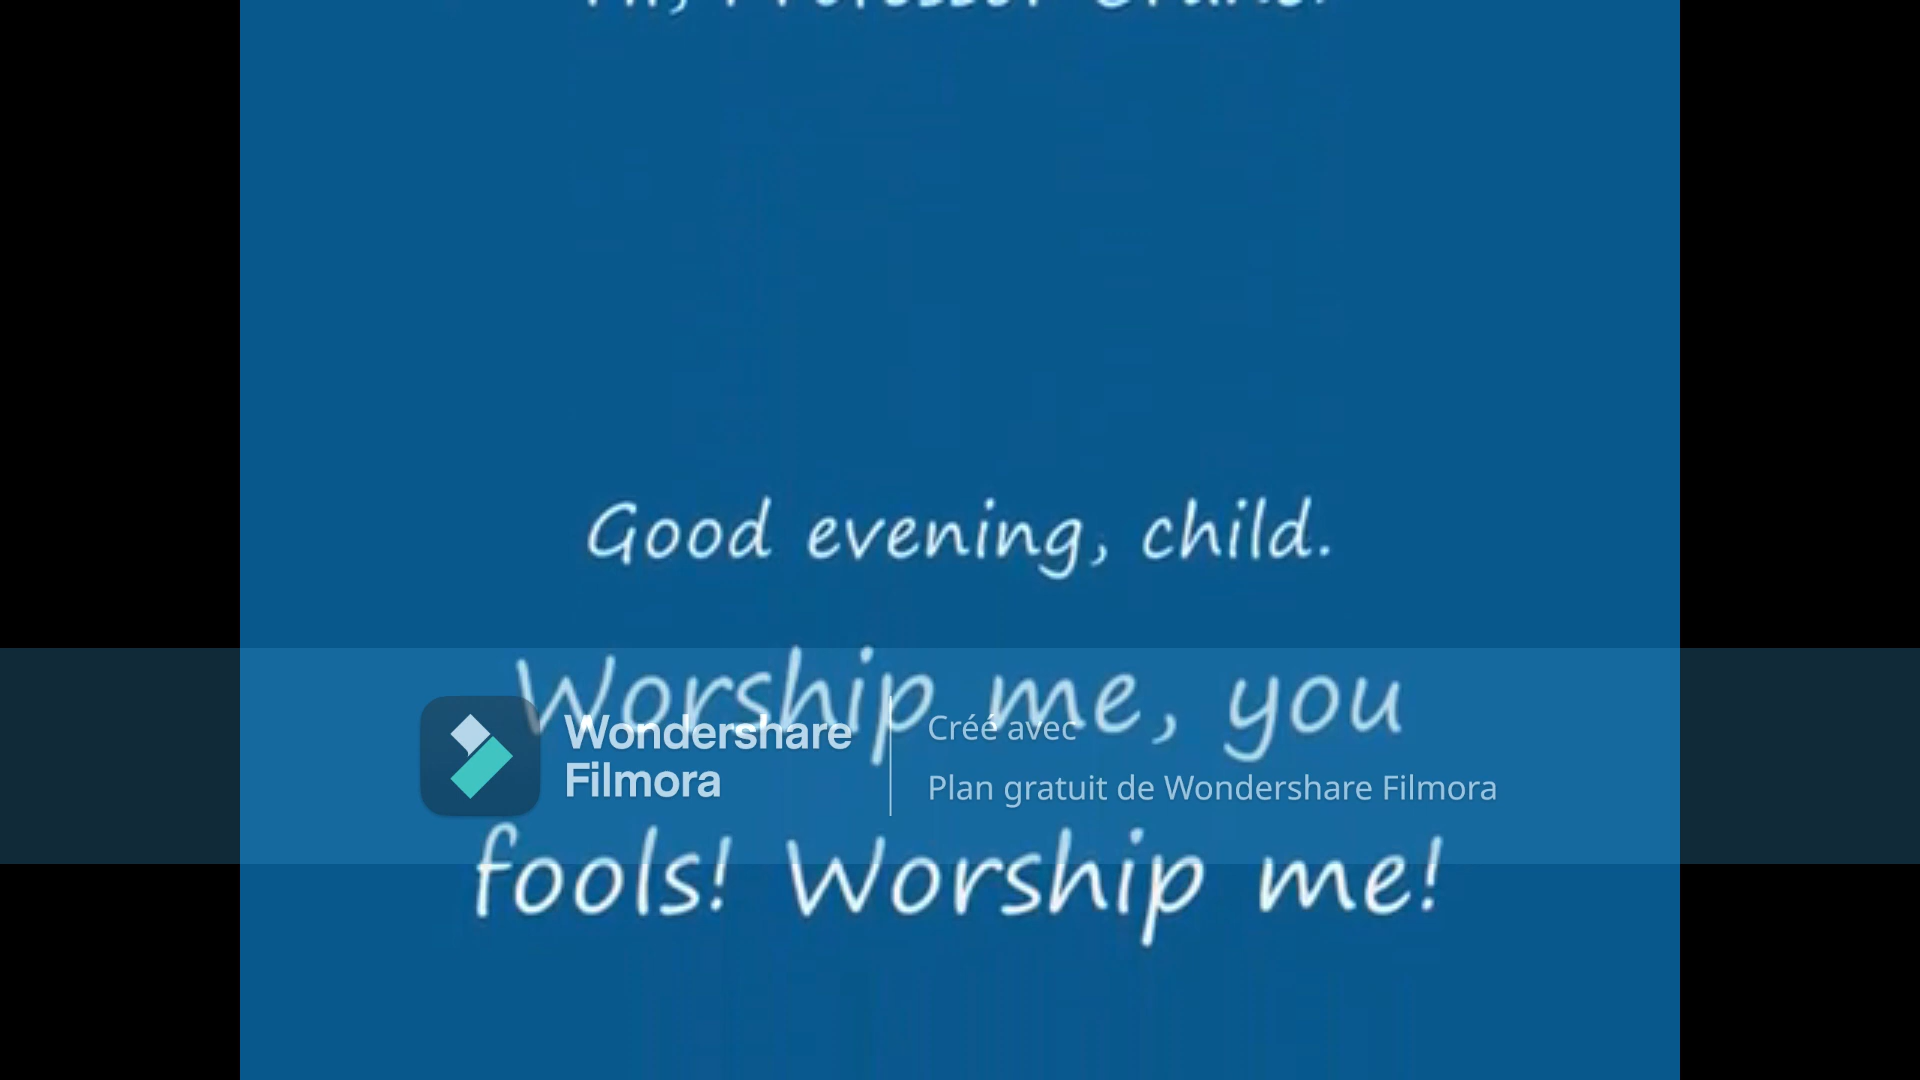 Good evening, child.
Worship me, you
Wondershare
Filmora
Créé avec
Plan gratuit de Wondershare Filmora
fools! Worship me!